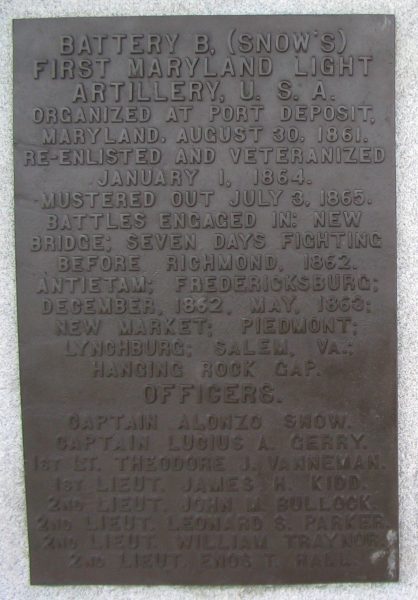 BATTERY B, (SNOW'S)
FIRST MARYLAND LIGHT
ARTILLERY, U. S. A.
ORGANIZED AT PORT DEPOSIT,
MARYLAND, AUGUST 30, 1861.
RE-ENLISTED AND VETERANIZED
JANUARY 1, 1864.
MUSTERED OUT JULY 3, 1865.
BATTLES ENGAGED IN: NEW
BRIDGE; SEVEN DAYS FIGHTING
BEFORE RICHMOND, 1862.
ANTIETAM; FREDERICKSBURG;
DECEMBER, 1862, MAY, 1863;
NEW MARKET; PIEDMONT;
LYNCHBURG; SALEM, VA.;
HANGING ROCK GAP.
OFFICERS.
CAPTAIN ALONZO SNOW.
CAPTAIN LUCIUS A. GERRY.
1ST LT. THEODORE J. VANNEMAN.
1ST LIEUT. JAMES H. KIDD.
2ND LIEUT. JOHN M. BULLOCK.
2ND LIEUT. LEONARD S. PARKER.
2ND LIEUT. WILLIAM TRAYNOR.
2ND LIEUT. ENOS T. HALL.